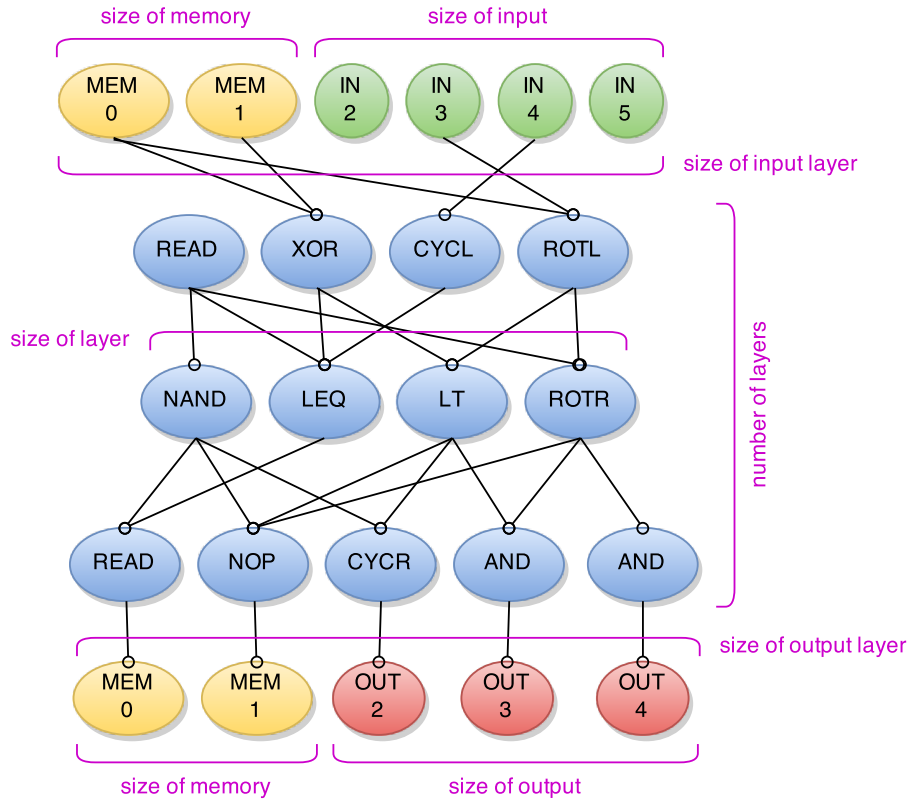 size of memory
size of input
MEM
0
MEM
1
IN
2
IN
3
IN
4
IN
5
size of input layer
READ
XOR
CYCL
ROTL
size of layer
number of layers
NAND
LEQ
LT
ROTR
READ
NOP
CYCR
AND
AND
size of output layer
MEM
0
MEM
1
OUT
2
OUT
3
OUT
4
size of memory
size of output